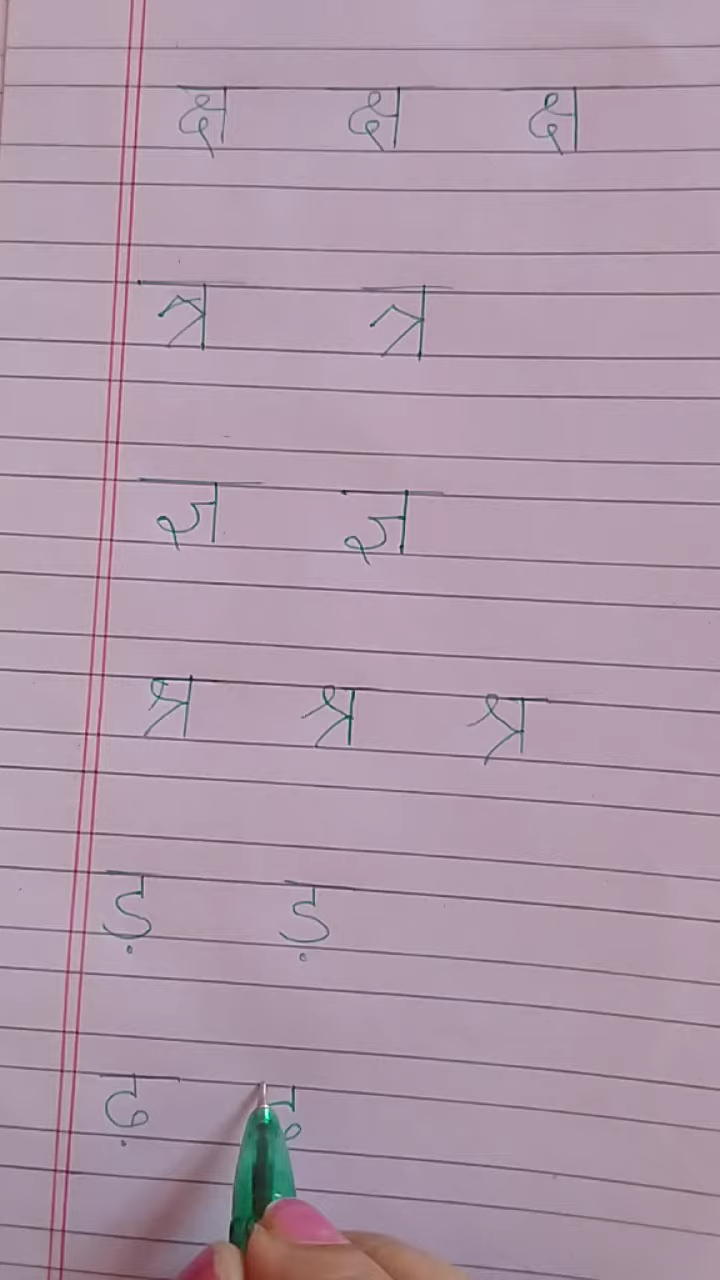 क्ष क्ष क्ष
त्र त्र
ज्ञ ज्ञ
श्र श्र श्र
ड़ ड़
ढ़